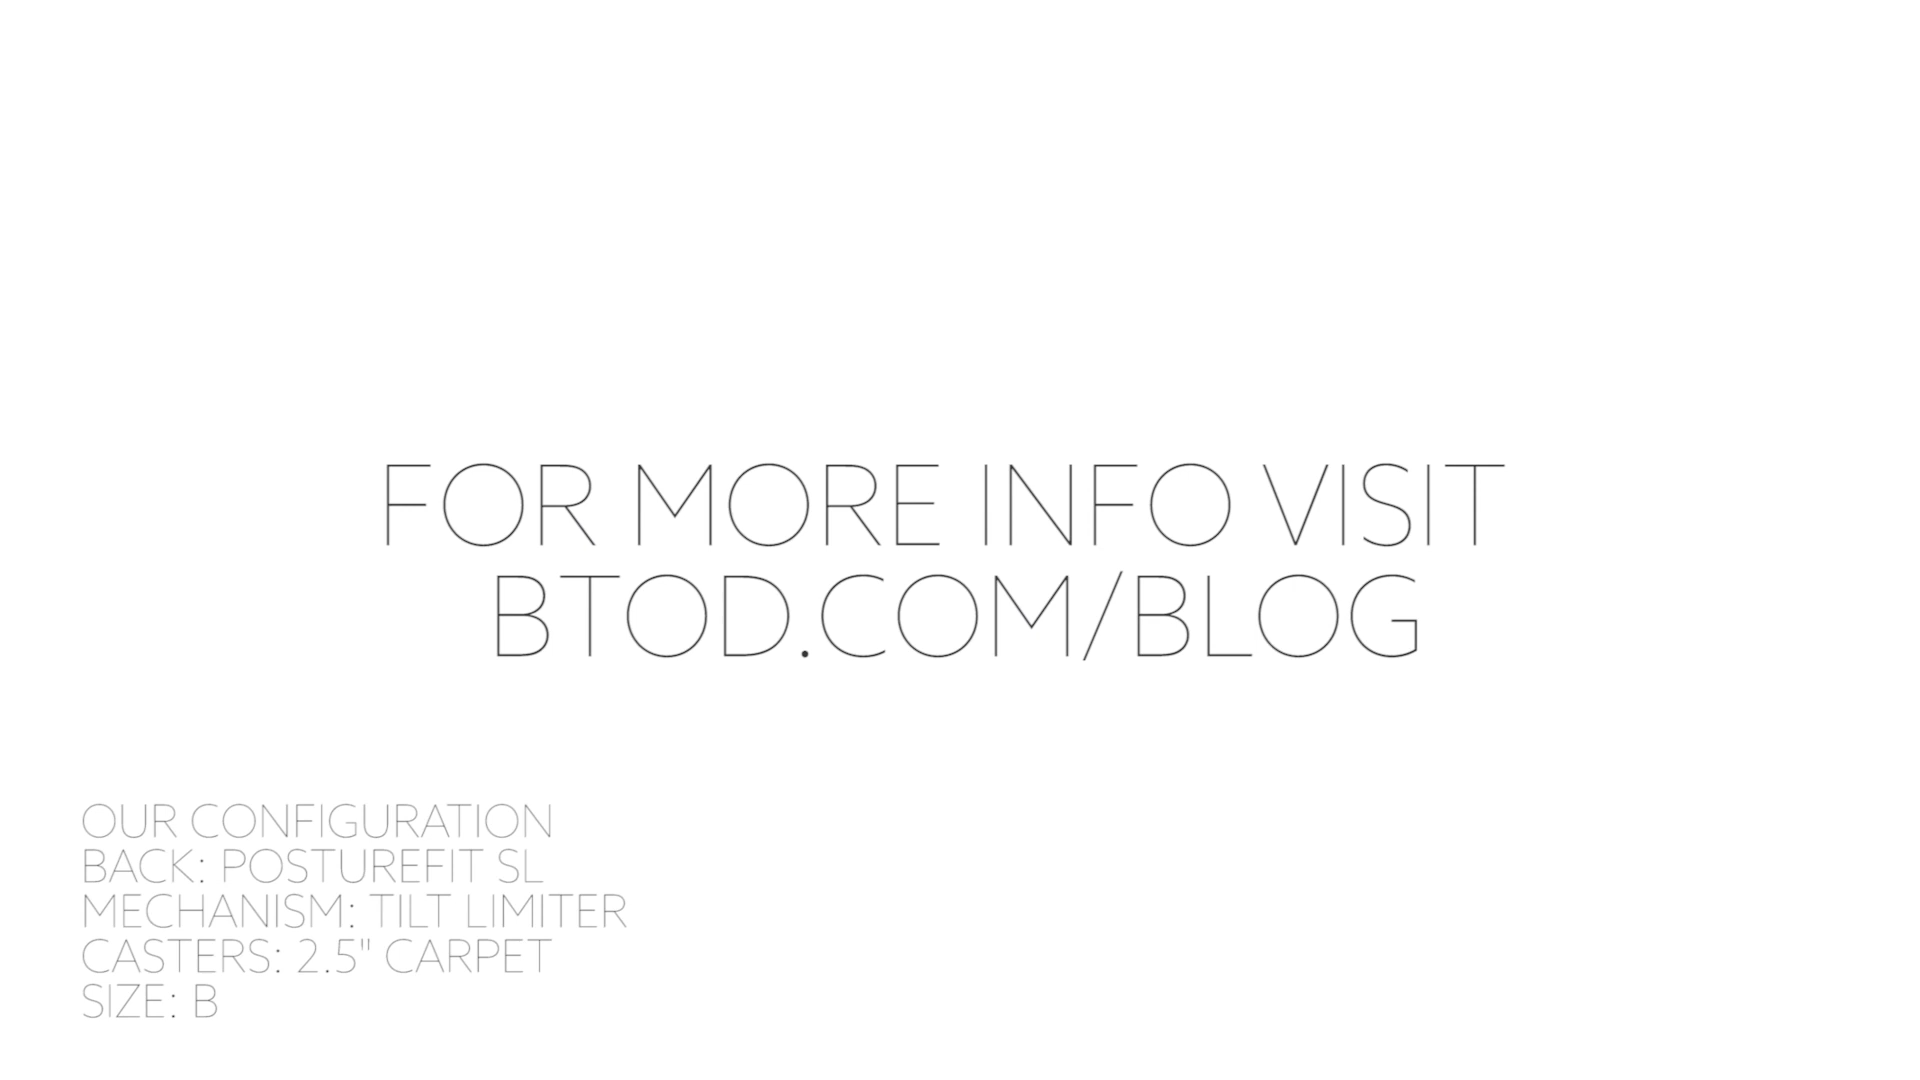 FOR MORE INFO VISIT
BTOD.COM/BLOG
OUR CONFIGURATION
BACK: POSTUREFIT SL
MECHANISM: TILT LIMITER
CASTERS: 2.5" CARPET
SIZE: B